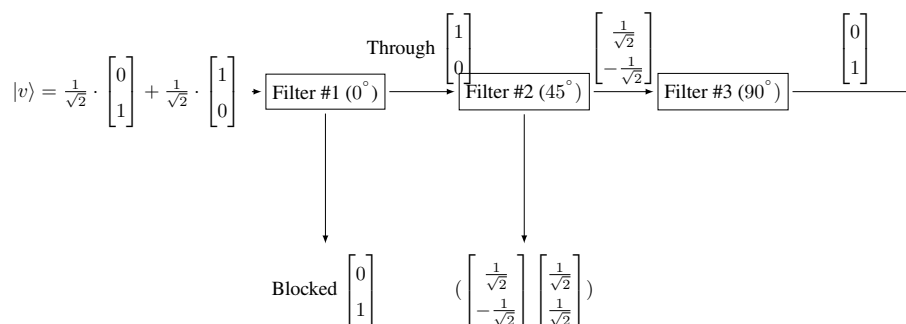 |v⟩ = 1/√2 · [0 1] + 1/√2 · [1 0]
Filter #1 (0°)
Through [1 0]
Filter #2 (45°)
[1/√2 −1/√2]
Filter #3 (90°)
[0 1]
Blocked [0 1]
( [1/√2 −1/√2] [1/√2 1/√2] )